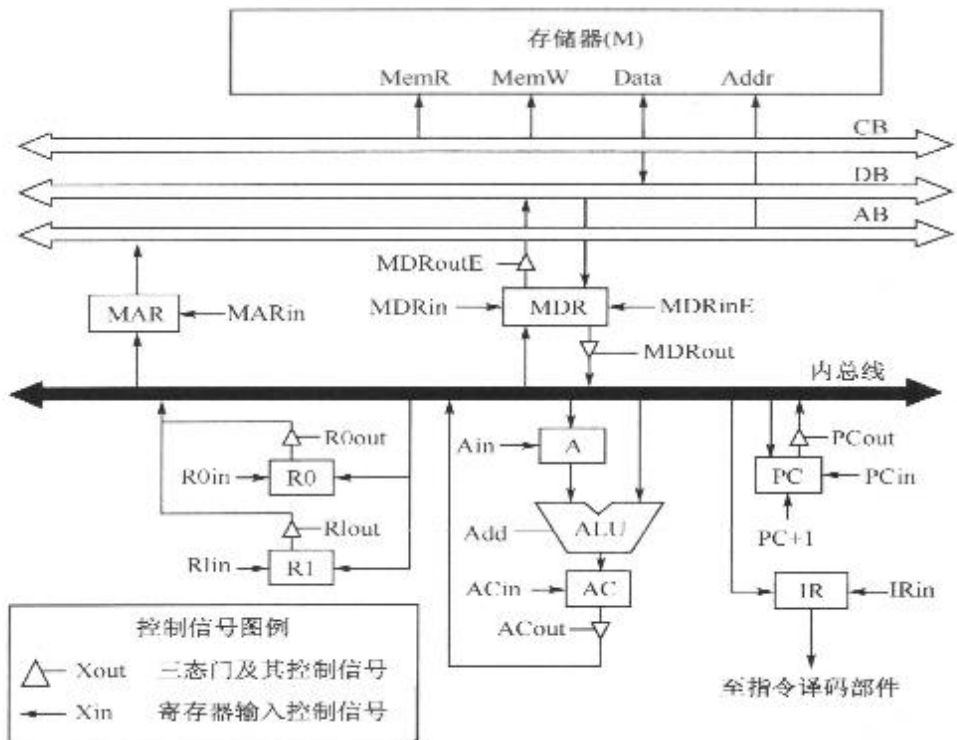 存储器(M)
MemR MemW Data Addr
CB
DB
AB
MDRoutE
MDRin MDR MDRinE
MAR MARin
MDRout
内总线
R0out
R0in R0
Ain A
PCout
PC PCin
RIout
RIin R1
Add ALU
PC+1
ACin AC
IR IRin
ACout
控制信号图例
Xout 三态门及其控制信号
Xin 寄存器输入控制信号
至指令译码部件